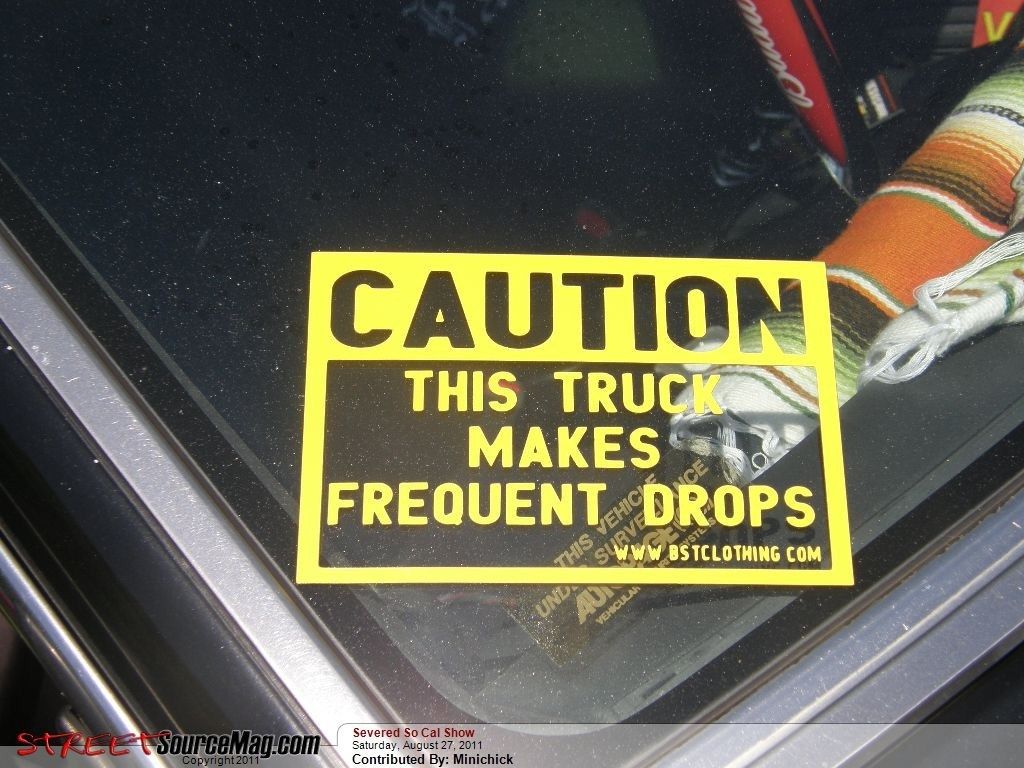 CAUTION
THIS TRUCK
MAKES
FREQUENT DROPS
WWW BSTCLOTHING COM
THIS VEHICLE
VEHICULAR
STREETSourceMag.com
Copyright 2011
Severed So Cal Show
Saturday, August 27, 2011
Contributed By: Minichick